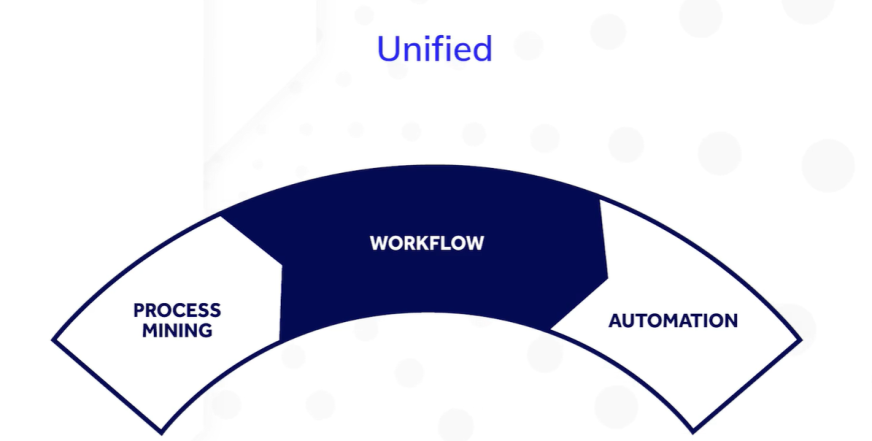 Unified
WORKFLOW
PROCESS
MINING
AUTOMATION